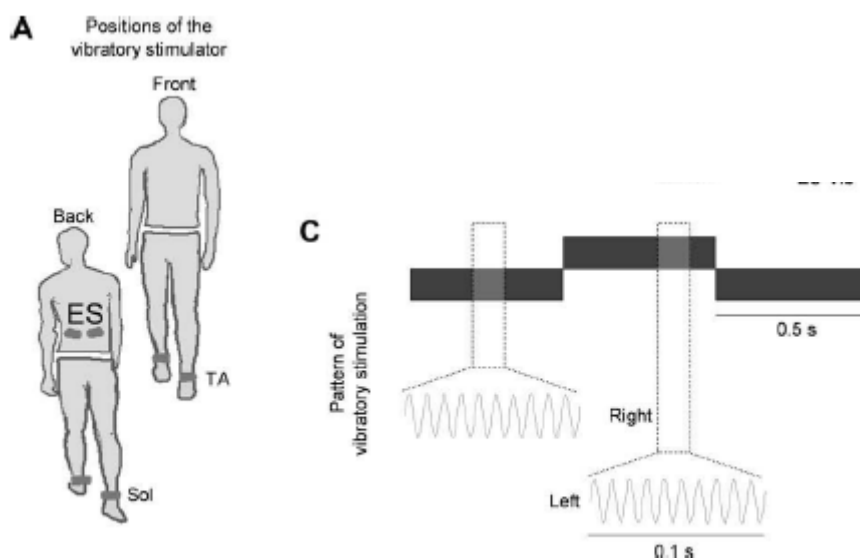 A
Positions of the
vibratory stimulator
Front
Back
ES
TA
Sol
C
Pattern of
vibratory stimulation
0.5 s
Right
Left
0.1 s